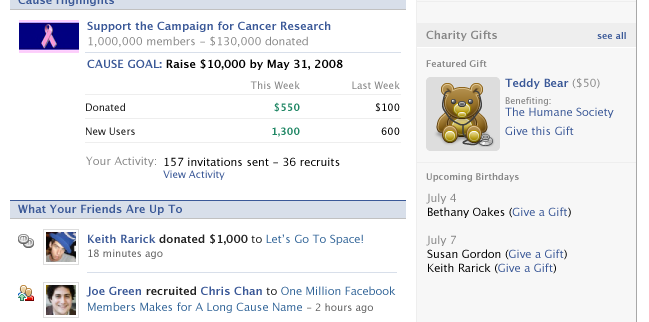 Cause Highlights
Support the Campaign for Cancer Research
1,000,000 members – $130,000 donated
CAUSE GOAL: Raise $10,000 by May 31, 2008
This Week Last Week
Donated $550 $100
New Users 1,300 600
Your Activity: 157 invitations sent – 36 recruits
View Activity
What Your Friends Are Up To
Keith Rarick donated $1,000 to Let's Go To Space!
18 minutes ago
Joe Green recruited Chris Chan to One Million Facebook
Members Makes for A Long Cause Name – 2 hours ago
Charity Gifts see all
Featured Gift
Teddy Bear ($50)
Benefiting:
The Humane Society
Give this Gift
Upcoming Birthdays
July 4
Bethany Oakes (Give a Gift)
July 7
Susan Gordon (Give a Gift)
Keith Rarick (Give a Gift)